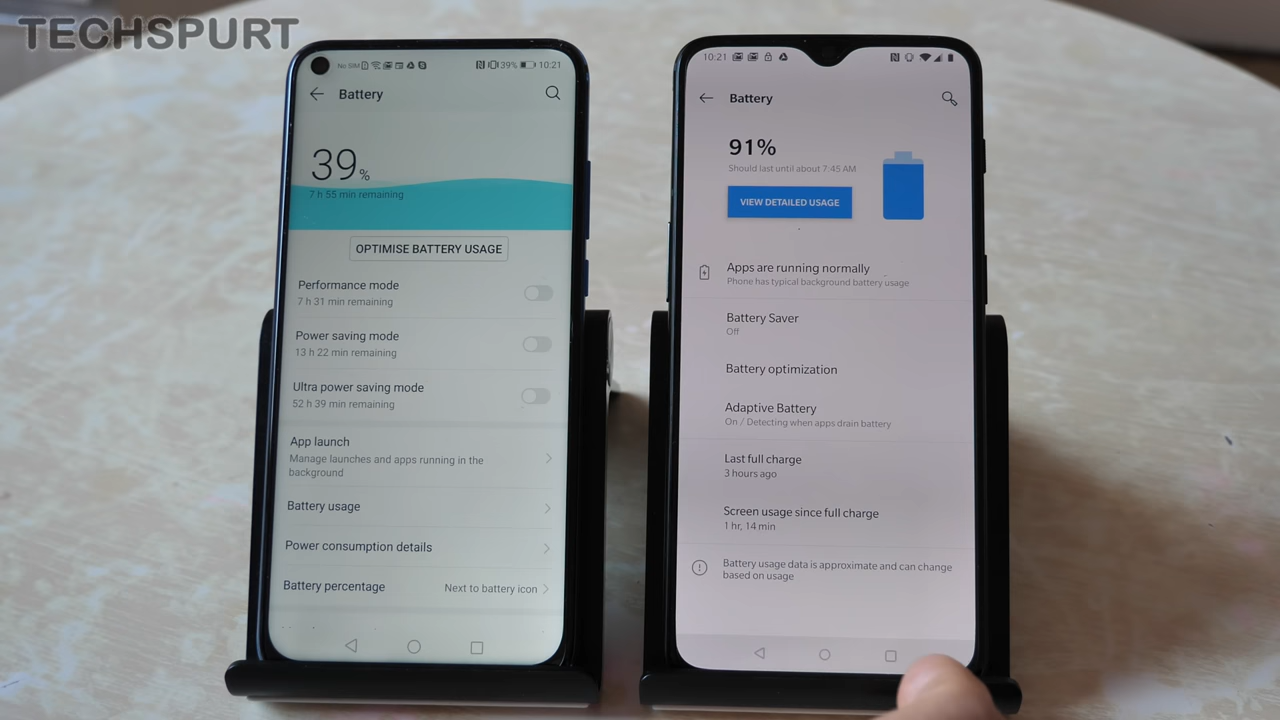 TECHSPURT
No SIM 39% 10:21
Battery
39%
7 h 55 min remaining
OPTIMISE BATTERY USAGE
Performance mode
7 h 31 min remaining
Power saving mode
13 h 22 min remaining
Ultra power saving mode
52 h 39 min remaining
App launch
Manage launches and apps running in the
background
Battery usage
Power consumption details
Battery percentage Next to battery icon
10:21
Battery
91%
Should last until about 7:45 AM
VIEW DETAILED USAGE
Apps are running normally
Phone has typical background battery usage
Battery Saver
Off
Battery optimization
Adaptive Battery
On / Detecting when apps drain battery
Last full charge
3 hours ago
Screen usage since full charge
1 hr, 14 min
Battery usage data is approximate and can change
based on usage